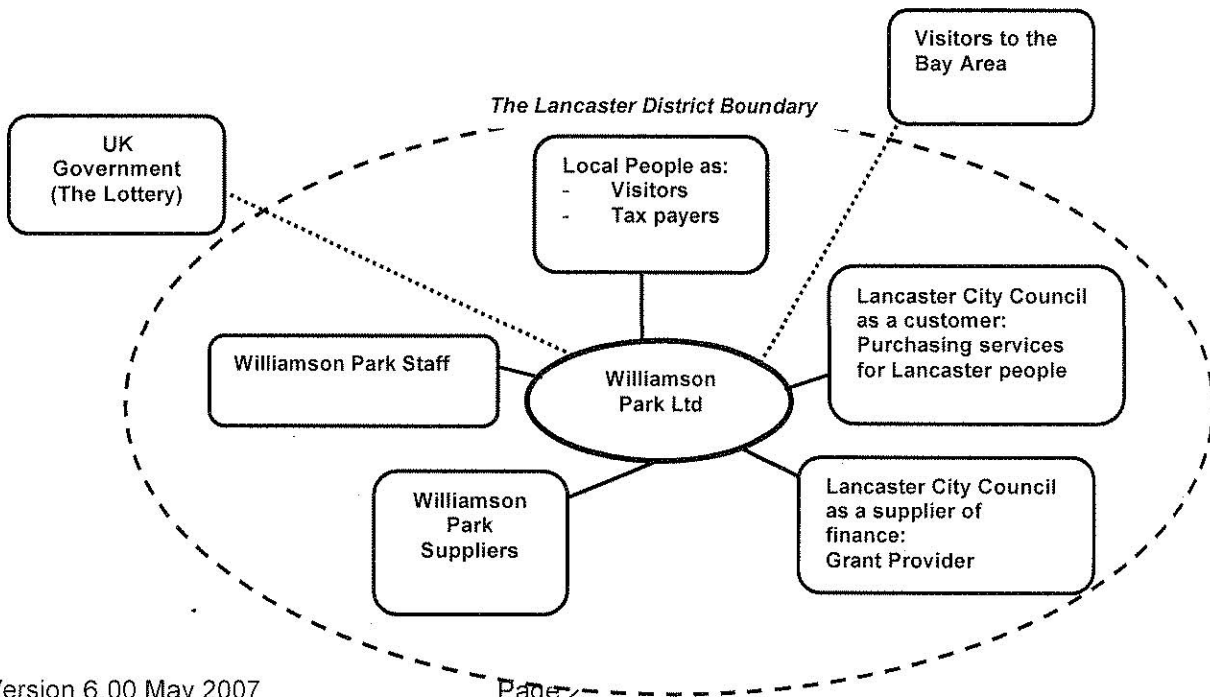 Visitors to the
Bay Area
The Lancaster District Boundary
UK
Government
(The Lottery)
Local People as:
- Visitors
- Tax payers
Lancaster City Council
as a customer:
Purchasing services
for Lancaster people
Williamson Park Staff
Williamson
Park Ltd
Williamson
Park
Suppliers
Lancaster City Council
as a supplier of
finance:
Grant Provider
Version 6.00 May 2007
Page